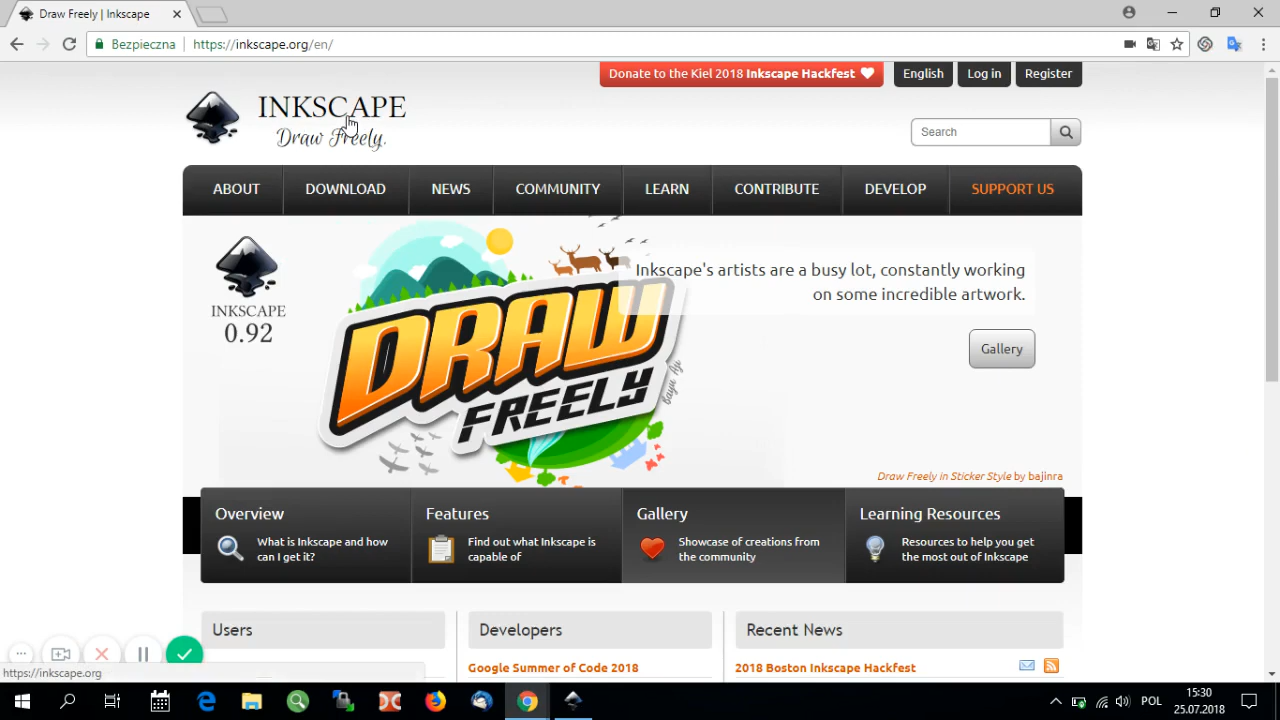 Draw Freely | Inkscape
Bezpieczna
https://inkscape.org/en/
Donate to the Kiel 2018 Inkscape Hackfest
English
Log in
Register
INKSCAPE
Draw Freely.
Search
ABOUT
DOWNLOAD
NEWS
COMMUNITY
LEARN
CONTRIBUTE
DEVELOP
SUPPORT US
INKSCAPE
0.92
DRAW
FREELY
Bayu Aji
Inkscape's artists are a busy lot, constantly working
on some incredible artwork.
Gallery
Draw Freely in Sticker Style by bajinra
Overview
What is Inkscape and how
can I get it?
Features
Find out what Inkscape is
capable of
Gallery
Showcase of creations from
the community
Learning Resources
Resources to help you get
the most out of Inkscape
Users
Developers
Recent News
Google Summer of Code 2018
2018 Boston Inkscape Hackfest
https://inkscape.org
POL
15:30
25.07.2018